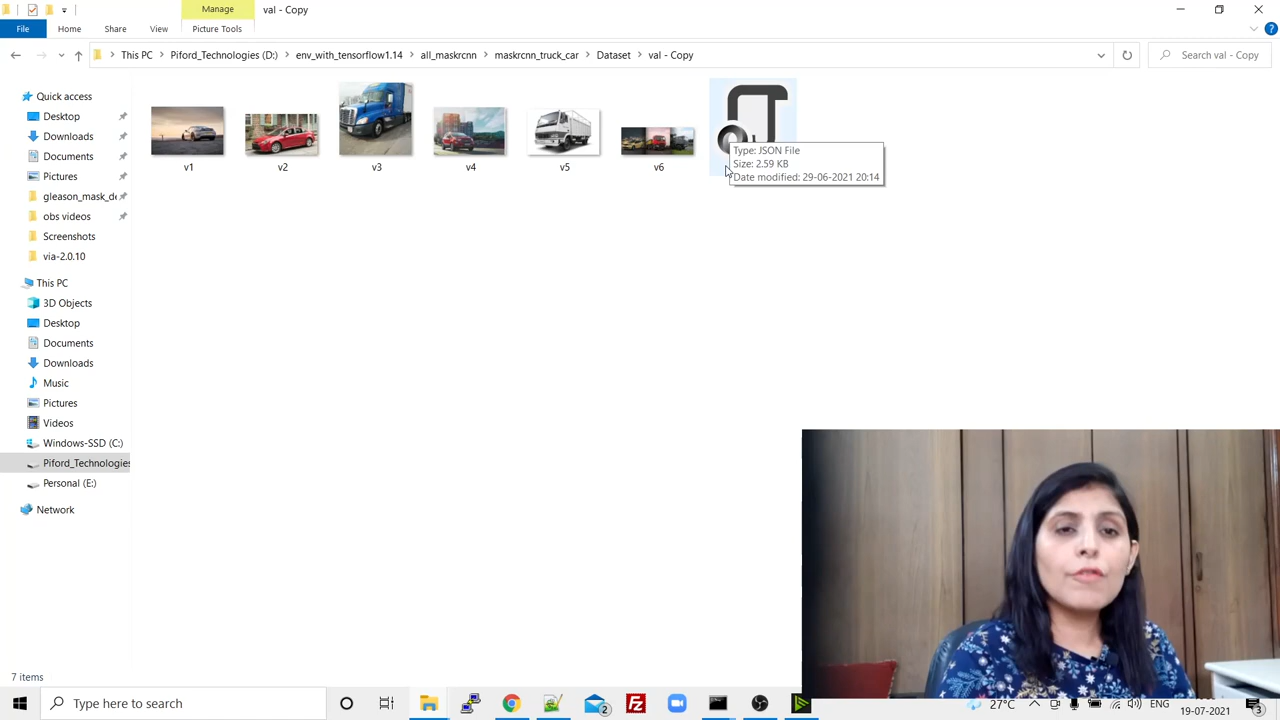 Manage
val - Copy
File
Home
Share
View
Picture Tools
This PC
Piford_Technologies (D:)
env_with_tensorflow1.14
all_maskrcnn
maskrcnn_truck_car
Dataset
val - Copy
Search val - Copy
Quick access
Desktop
Downloads
Documents
Pictures
gleason_mask_de
obs videos
Screenshots
via-2.0.10
This PC
3D Objects
Desktop
Documents
Downloads
Music
Pictures
Videos
Windows-SSD (C:)
Piford_Technologies
Personal (E:)
Network
v1
v2
v3
v4
v5
v6
Type: JSON File
Size: 2.59 KB
Date modified: 29-06-2021 20:14
7 items
Type here to search
2
Fz
27°C
ENG
19-07-2021
3